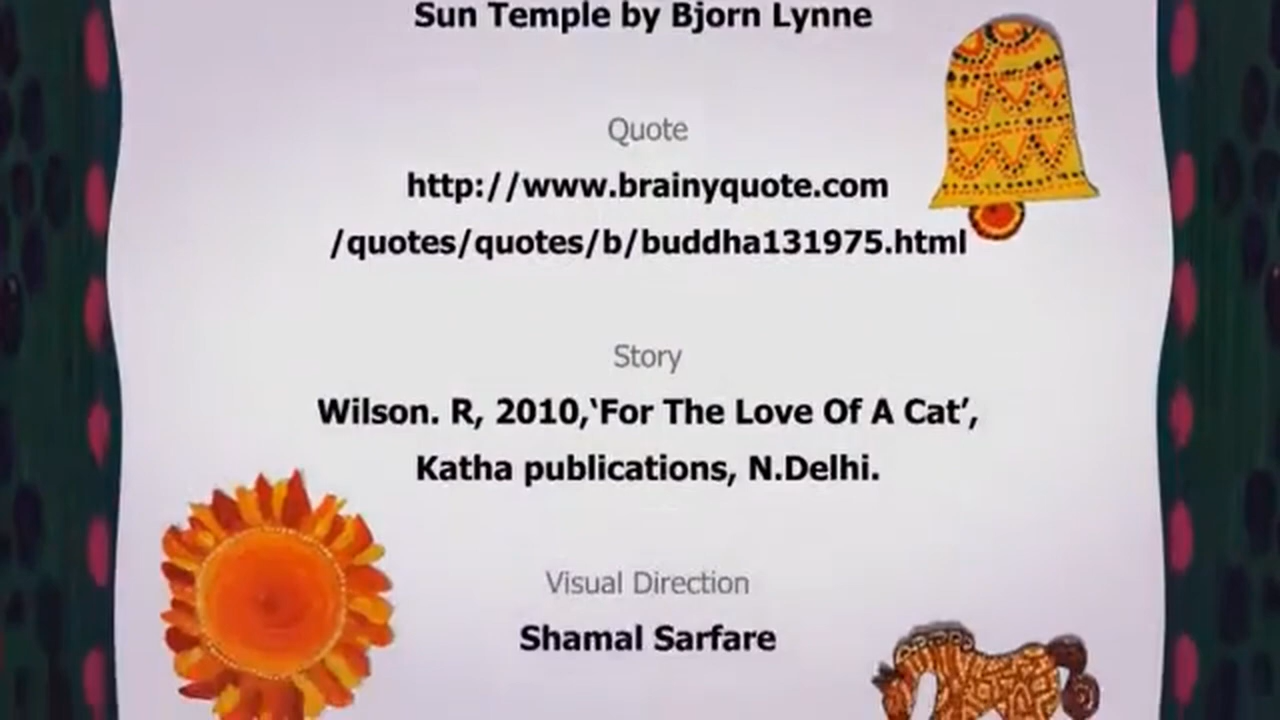 Sun Temple by Bjorn Lynne
Quote
http://www.brainyquote.com
/quotes/quotes/b/buddha131975.html
Story
Wilson. R, 2010,‘For The Love Of A Cat’,
Katha publications, N.Delhi.
Visual Direction
Shamal Sarfare